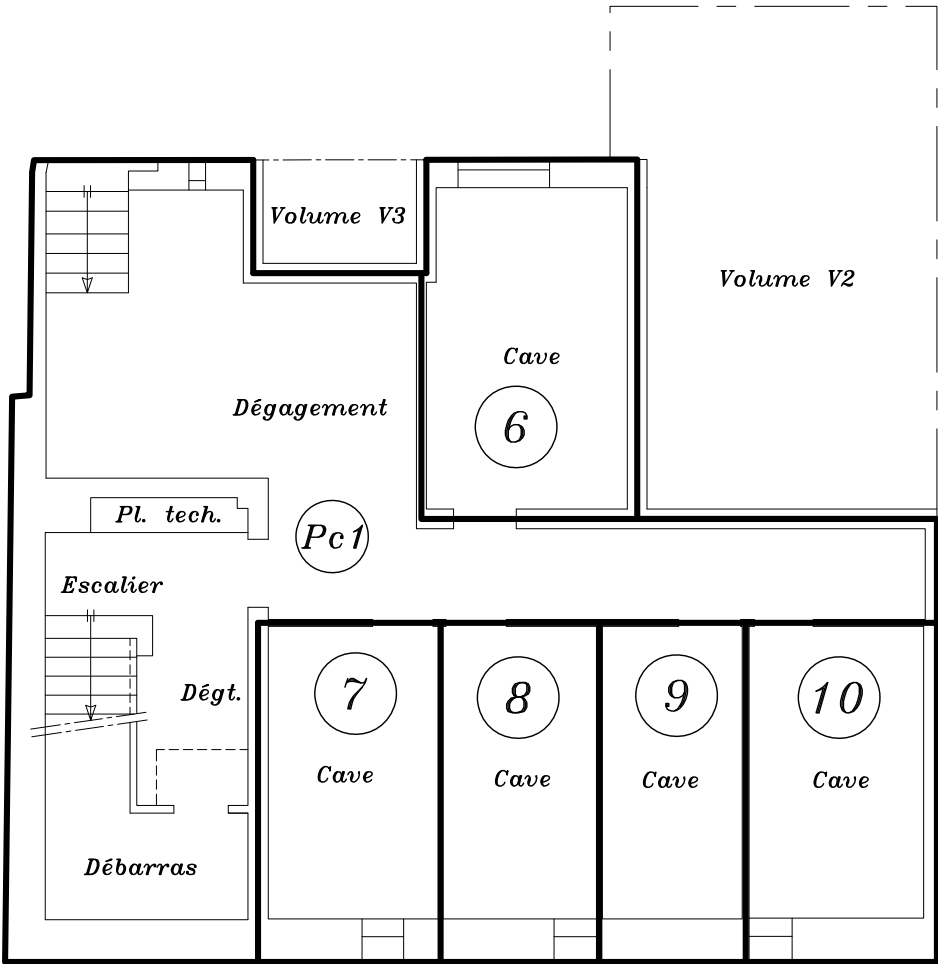 Volume V3
Volume V2
Cave
6
Dégagement
Pl. tech.
Pc1
Escalier
Dégt.
7
8
9
10
Cave
Cave
Cave
Cave
Débarras